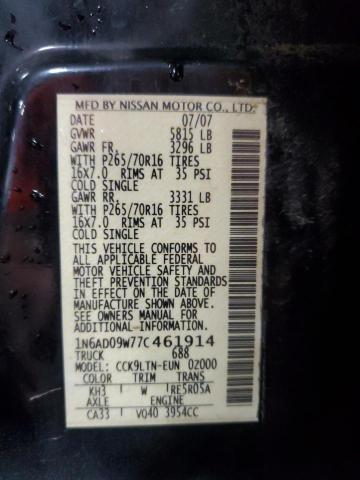 MFD BY NISSAN MOTOR CO., LTD.
DATE 07/07
GVWR 5815 LB
GAWR FR. 3296 LB
WITH P265/70R16 TIRES
16X7.0 RIMS AT 35 PSI
COLD SINGLE
GAWR RR. 3331 LB
WITH P265/70R16 TIRES
16X7.0 RIMS AT 35 PSI
COLD SINGLE
THIS VEHICLE CONFORMS TO
ALL APPLICABLE FEDERAL
MOTOR VEHICLE SAFETY AND
THEFT PREVENTION STANDARDS
IN EFFECT ON THE DATE OF
MANUFACTURE SHOWN ABOVE.
SEE OWNERS MANUAL FOR
ADDITIONAL INFORMATION.
1N6AD09W77C461914
TRUCK 688
MODEL: CCK9LTN-EUN 02000
COLOR TRIM TRANS
KH3 W RE5R05A
AXLE ENGINE
CA33 VQ40 3954CC